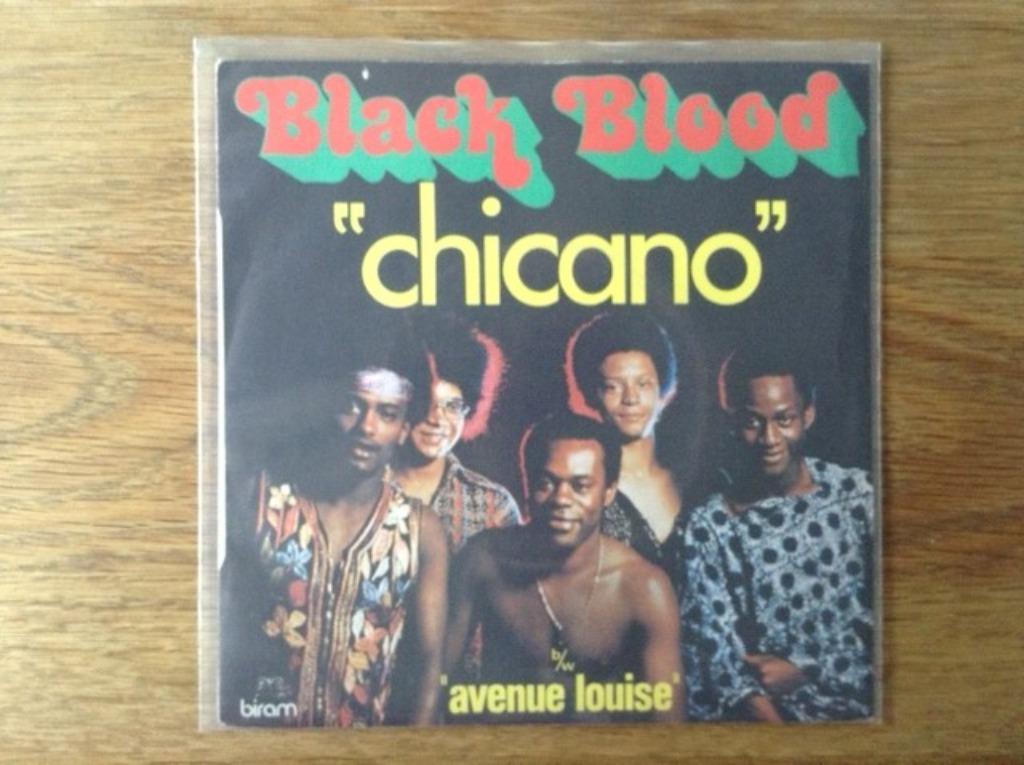 Black Blood
"chicano"
b/w
'avenue louise'
biram